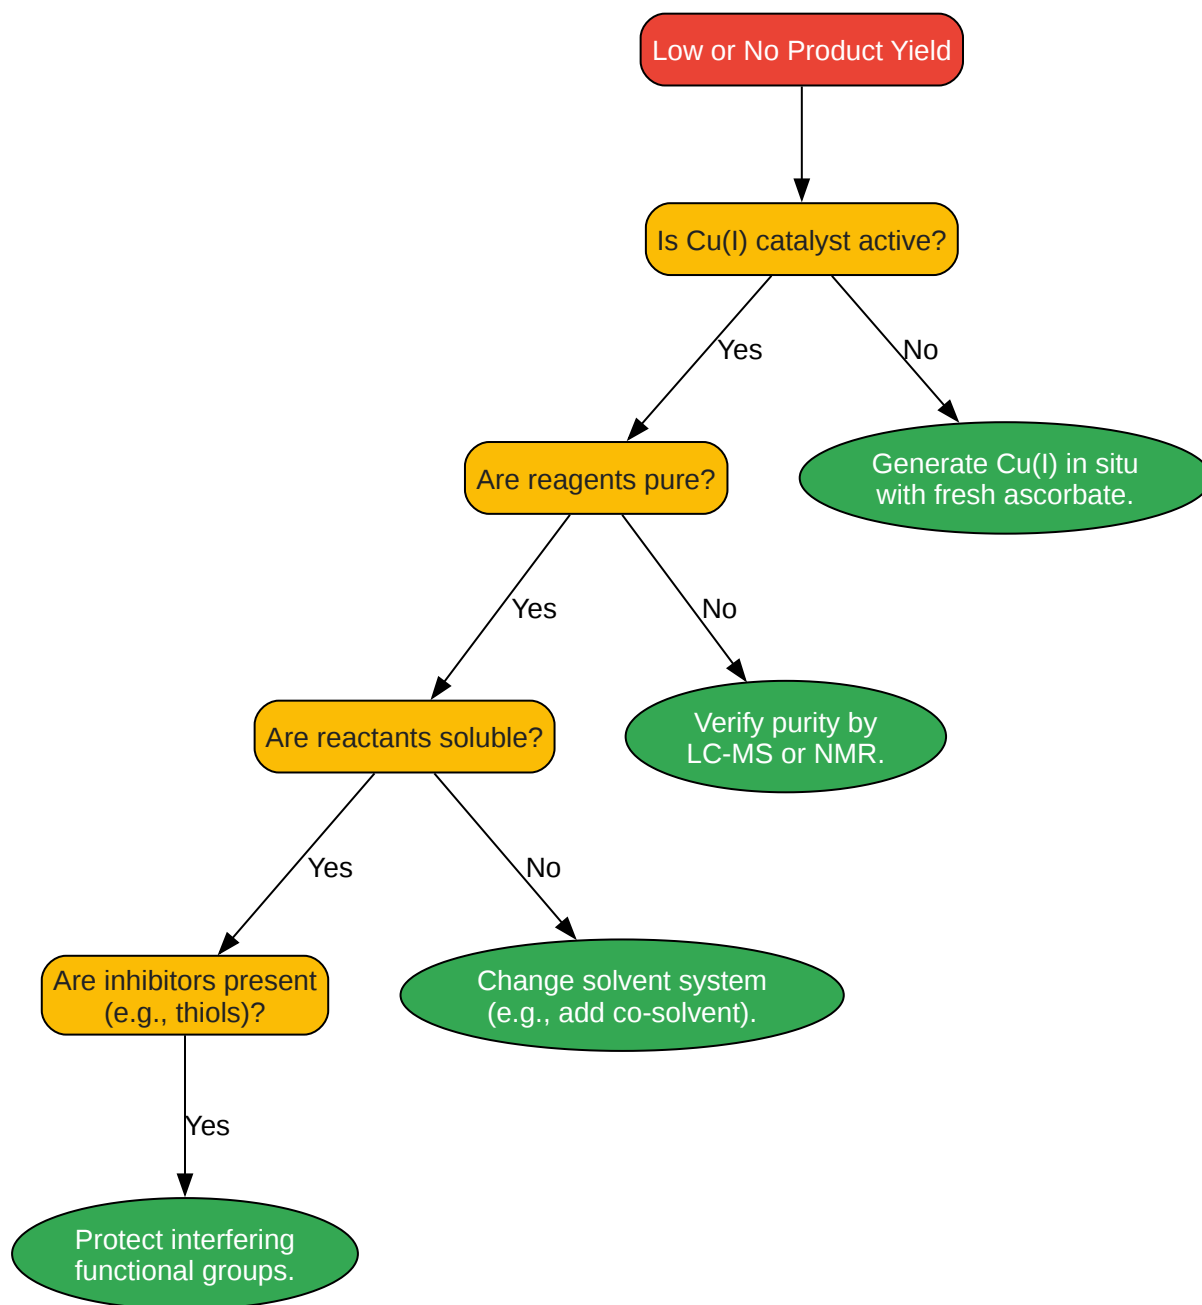 Low or No Product Yield
Is Cu(I) catalyst active?
Yes
No
Generate Cu(I) in situ
with fresh ascorbate.
Are reagents pure?
Yes
No
Verify purity by
LC-MS or NMR.
Are reactants soluble?
Yes
No
Change solvent system
(e.g., add co-solvent).
Are inhibitors present
(e.g., thiols)?
Yes
Protect interfering
functional groups.